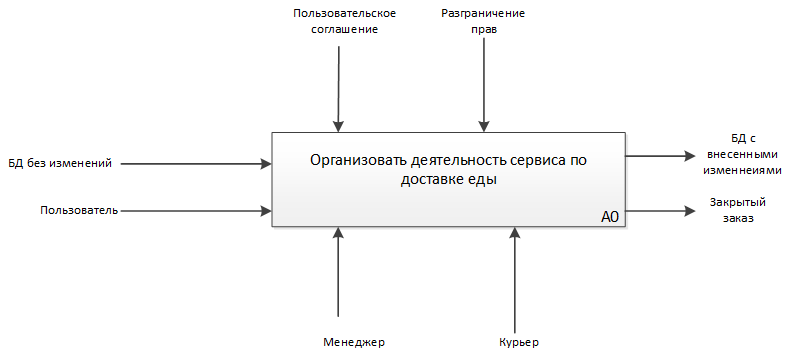 Пользовательское
соглашение
Разграничение
прав
БД без изменений
Пользователь
Организовать деятельность сервиса по
доставке еды
А0
БД с
внесенными
изменнеиями
Закрытый
заказ
Менеджер
Курьер